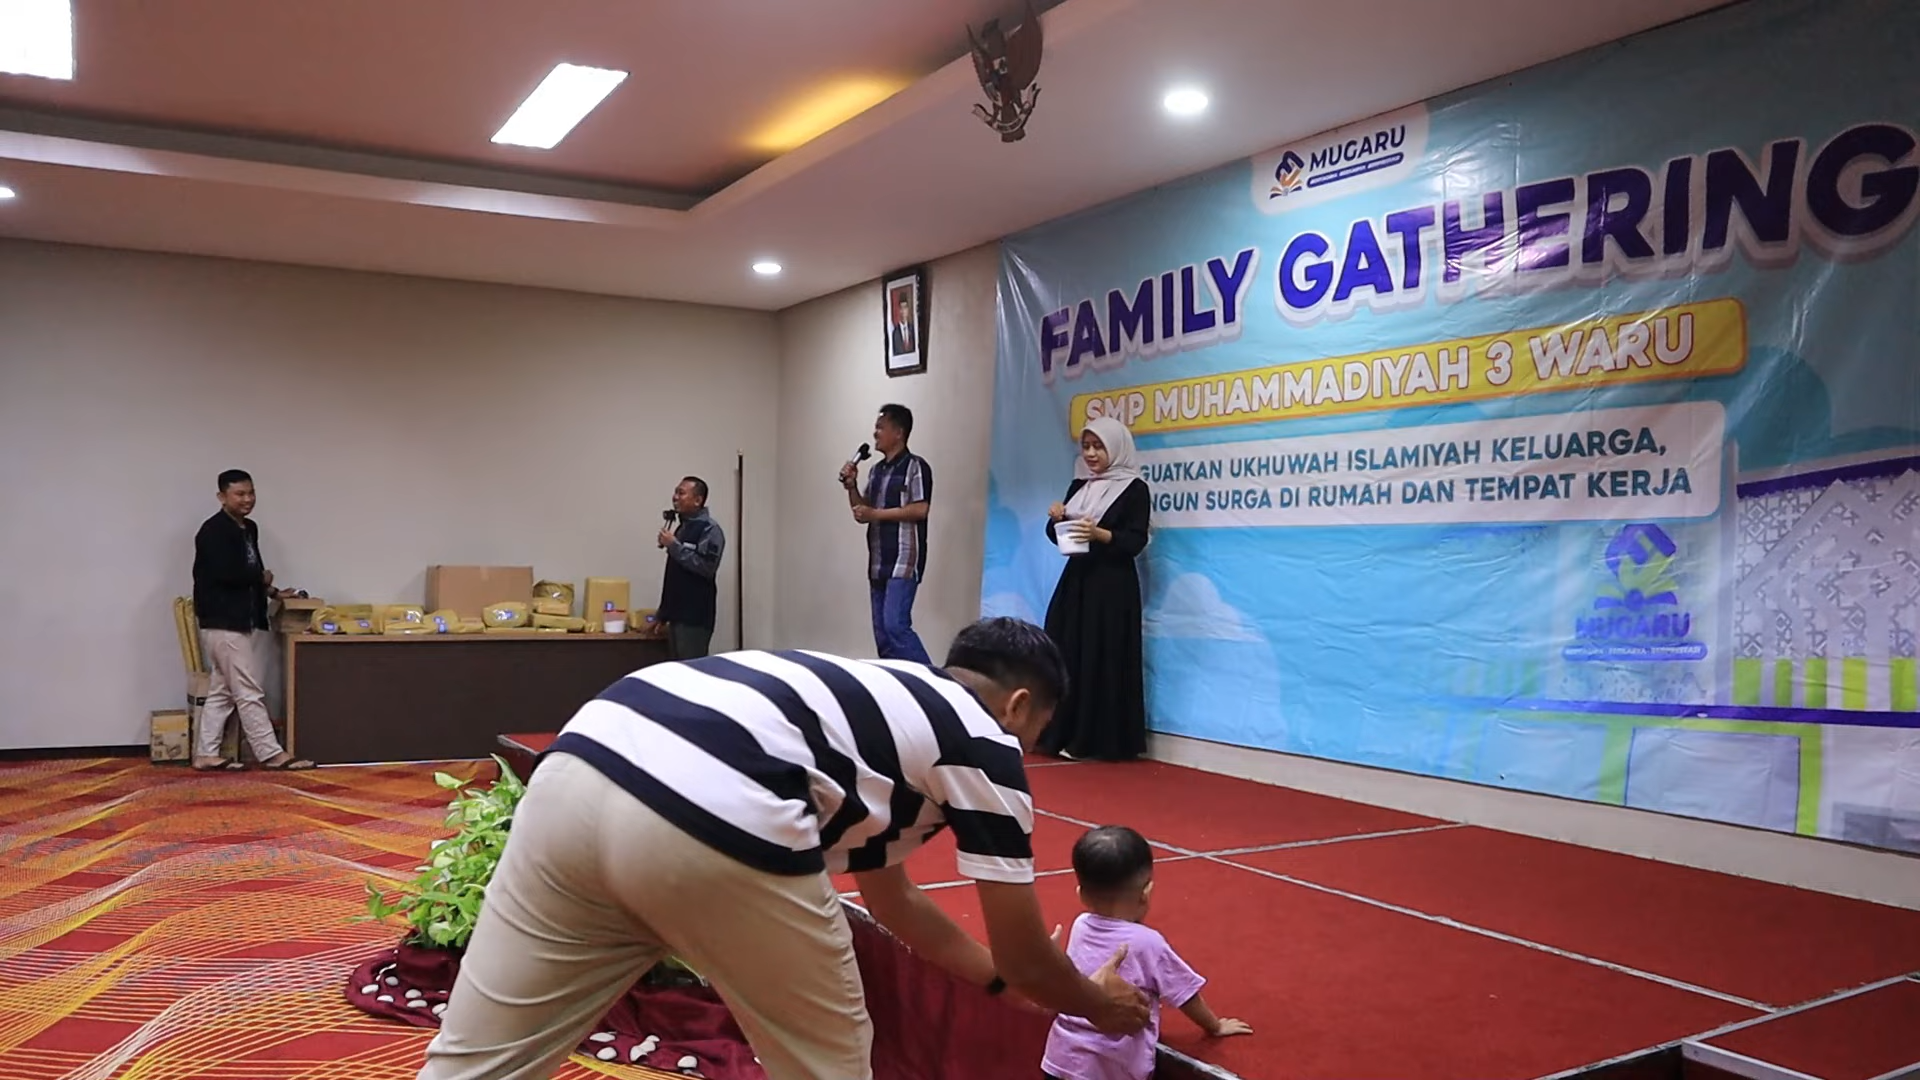 MUGARU
FAMILY GATHERING
SMP MUHAMMADIYAH 3 WARU
GUATKAN UKHUWAH ISLAMIYAH KELUARGA,
NGUN SURGA DI RUMAH DAN TEMPAT KERJA
MUGARU